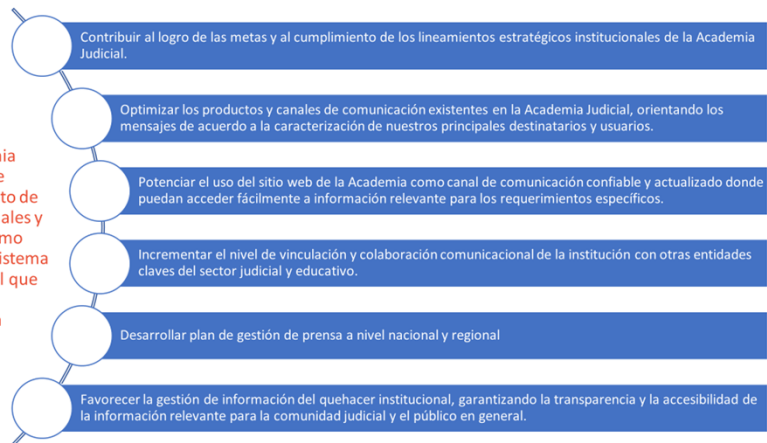 Contribuir al logro de las metas y al cumplimiento de los lineamientos estratégicos institucionales de la Academia
Judicial.
Optimizar los productos y canales de comunicación existentes en la Academia Judicial, orientando los
mensajes de acuerdo a la caracterización de nuestros principales destinatarios y usuarios.
Potenciar el uso del sitio web de la Academia como canal de comunicación confiable y actualizado donde
puedan acceder fácilmente a información relevante para los requerimientos específicos.
Incrementar el nivel de vinculación y colaboración comunicacional de la institución con otras entidades
claves del sector judicial y educativo.
Desarrollar plan de gestión de prensa a nivel nacional y regional
Favorecer la gestión de información del quehacer institucional, garantizando la transparencia y la accesibilidad de
la información relevante para la comunidad judicial y el público en general.
to de
ales y
l que